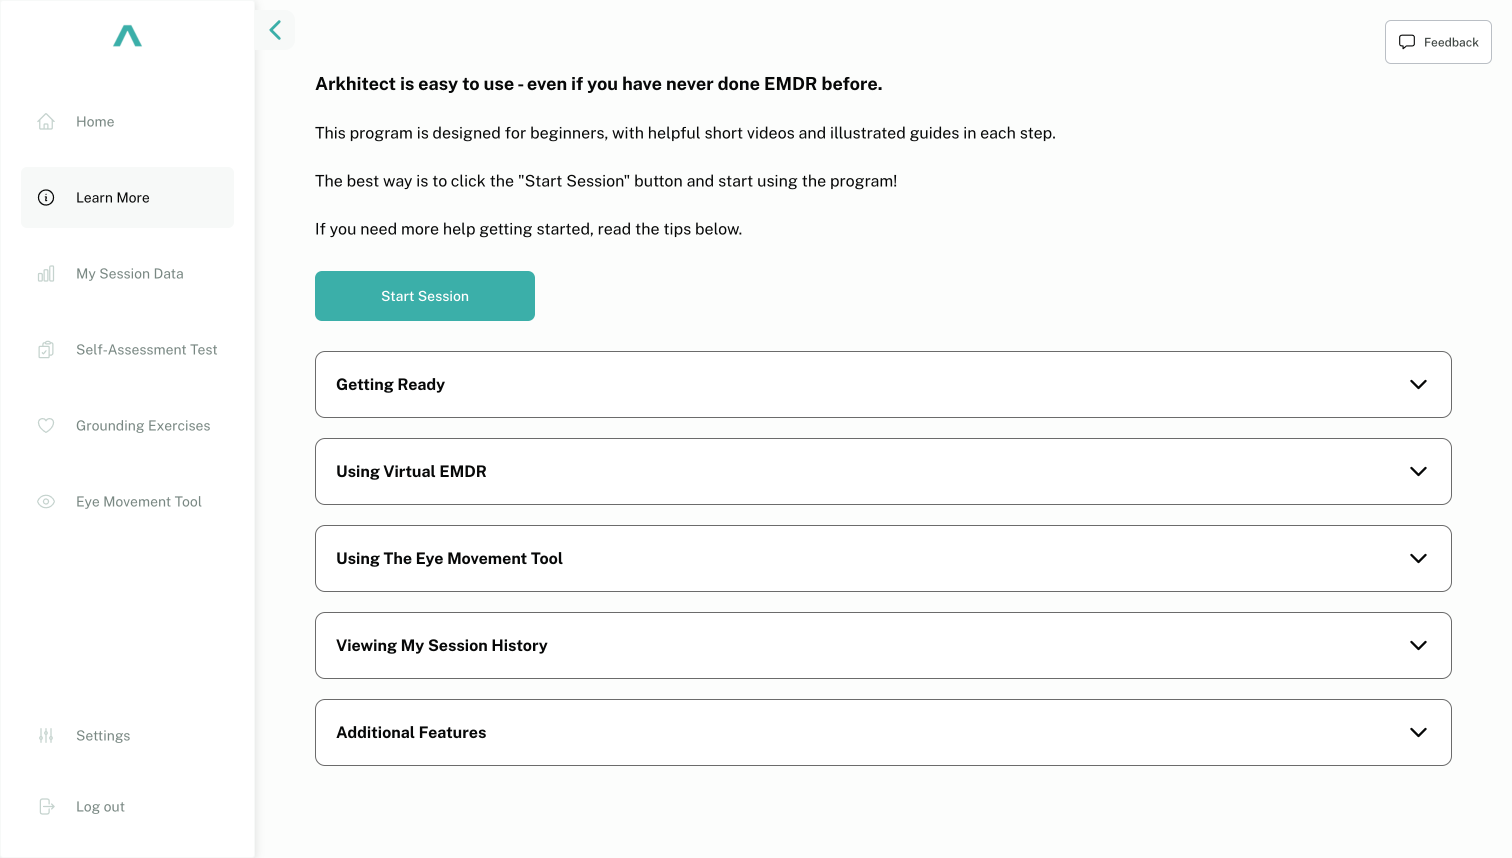 Home
Learn More
My Session Data
Self-Assessment Test
Grounding Exercises
Eye Movement Tool
Settings
Log out
Feedback
Arkhitect is easy to use - even if you have never done EMDR before.
This program is designed for beginners, with helpful short videos and illustrated guides in each step.
The best way is to click the "Start Session" button and start using the program!
If you need more help getting started, read the tips below.
Start Session
Getting Ready
Using Virtual EMDR
Using The Eye Movement Tool
Viewing My Session History
Additional Features